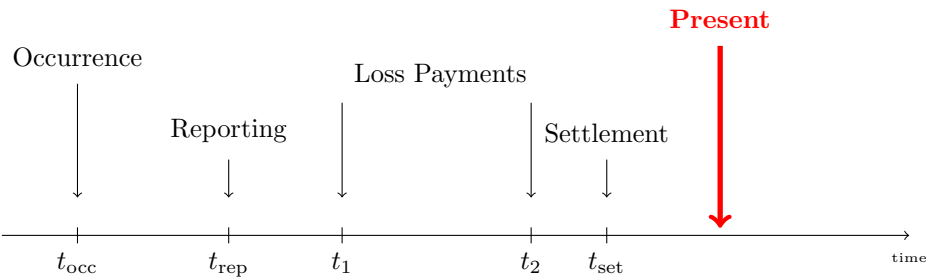 Present
Occurrence
Loss Payments
Reporting
Settlement
t_occ t_rep t_1 t_2 t_set time